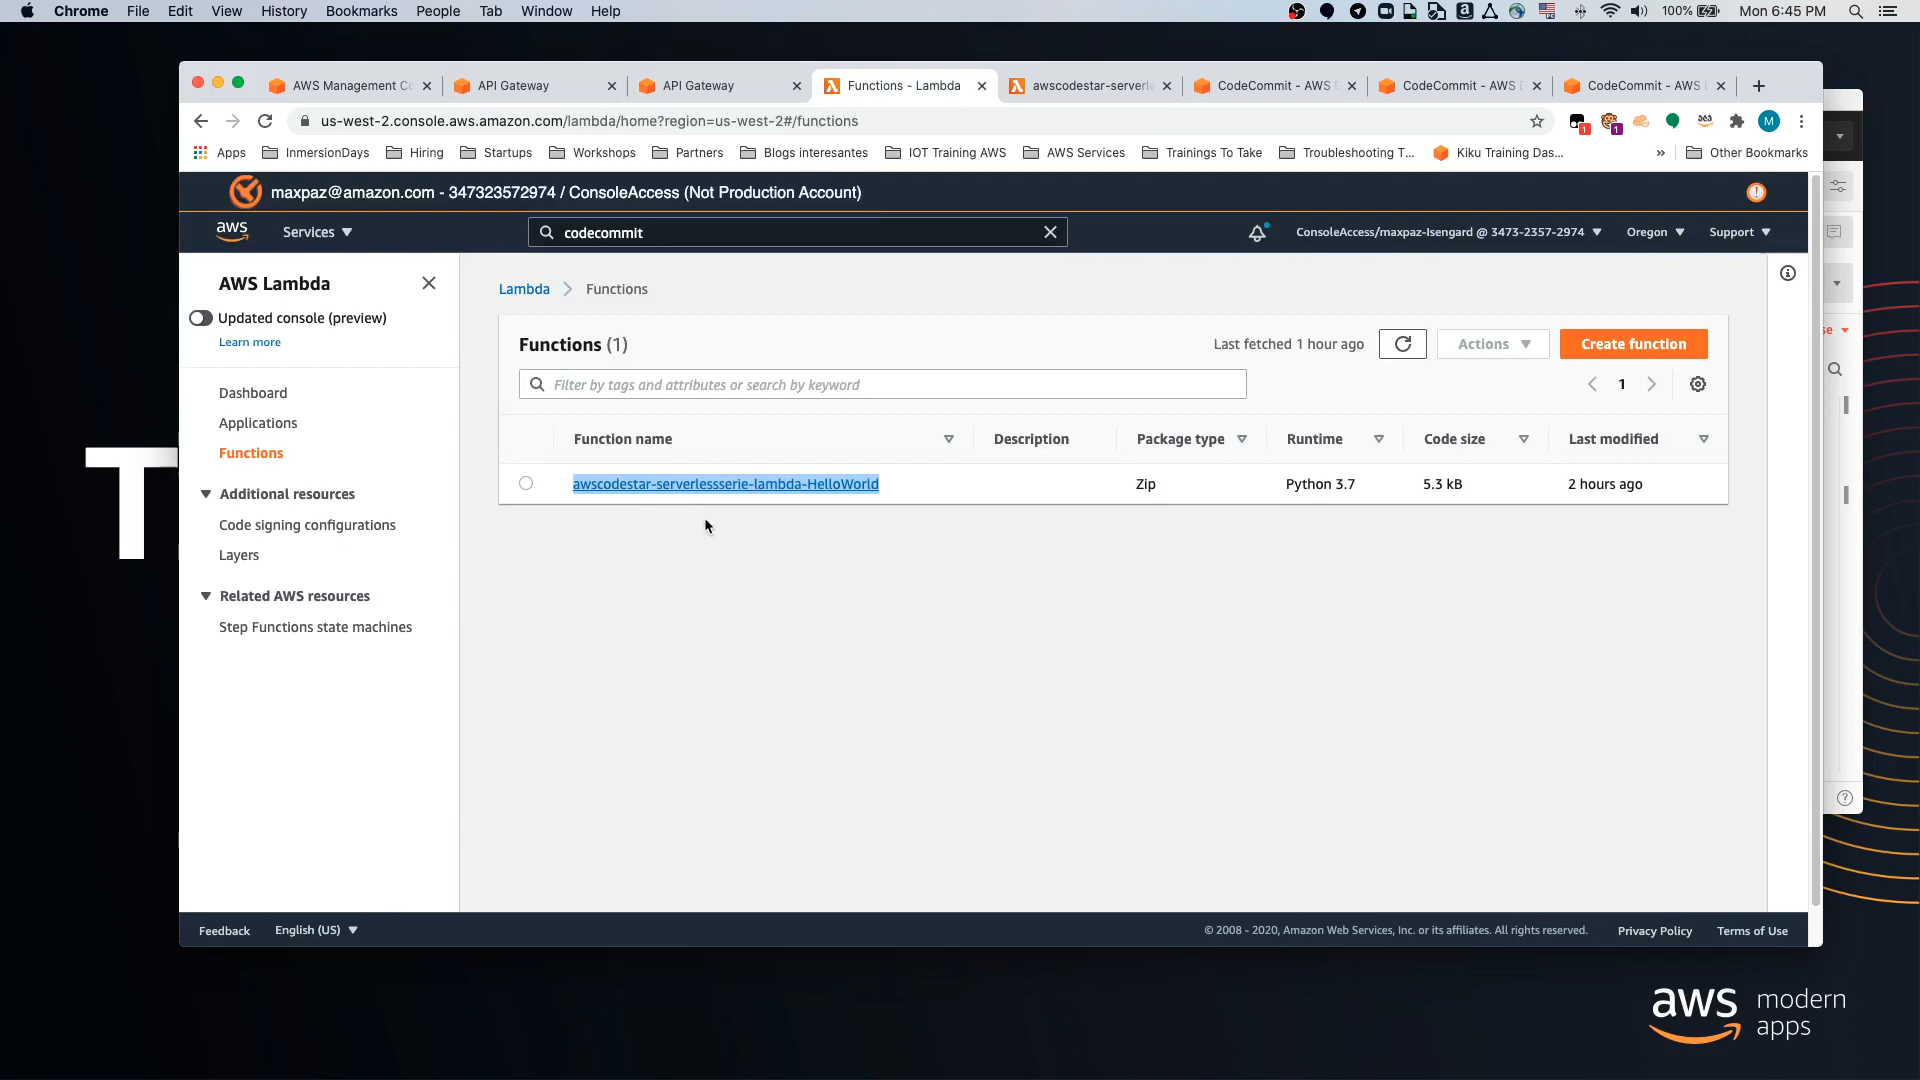 Chrome File Edit View History Bookmarks People Tab Window Help 100% Mon 6:45 PM
AWS Management Co API Gateway API Gateway Functions - Lambda awscodestar-serverle CodeCommit - AWS CodeCommit - AWS CodeCommit - AWS
us-west-2.console.aws.amazon.com/lambda/home?region=us-west-2#/functions
Apps InmersionDays Hiring Startups Workshops Partners Blogs interesantes IOT Training AWS AWS Services Trainings To Take Troubleshooting T... Kiku Training Das... » Other Bookmarks
maxpaz@amazon.com - 347323572974 / ConsoleAccess (Not Production Account)
aws Services codecommit ConsoleAccess/maxpaz-Isengard @ 3473-2357-2974 Oregon Support
AWS Lambda
Updated console (preview)
Learn more
Dashboard
Applications
Functions
Additional resources
Code signing configurations
Layers
Related AWS resources
Step Functions state machines
Lambda > Functions
Functions (1) Last fetched 1 hour ago Actions Create function
Filter by tags and attributes or search by keyword 1
Function name Description Package type Runtime Code size Last modified
awscodestar-serverlessserie-lambda-HelloWorld Zip Python 3.7 5.3 kB 2 hours ago
T
Feedback English (US) © 2008 - 2020, Amazon Web Services, Inc. or its affiliates. All rights reserved. Privacy Policy Terms of Use
aws modern
apps